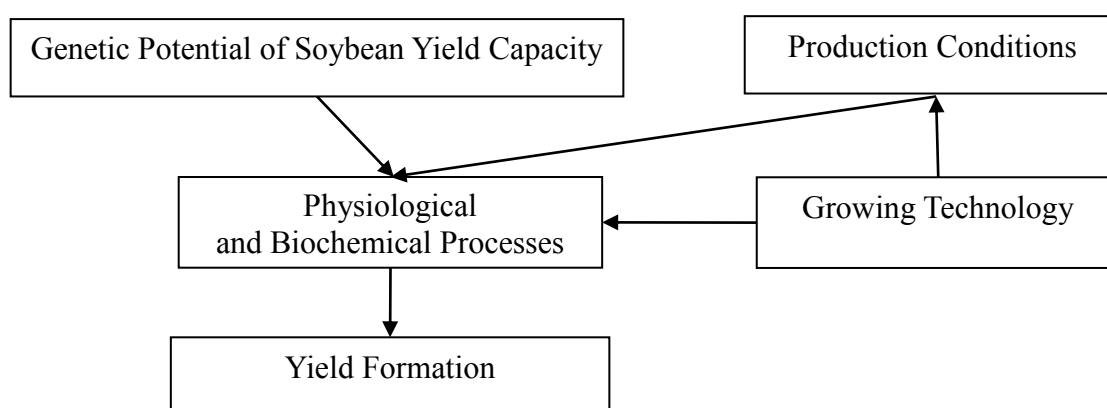 Genetic Potential of Soybean Yield Capacity
Production Conditions
Physiological
and Biochemical Processes
Growing Technology
Yield Formation